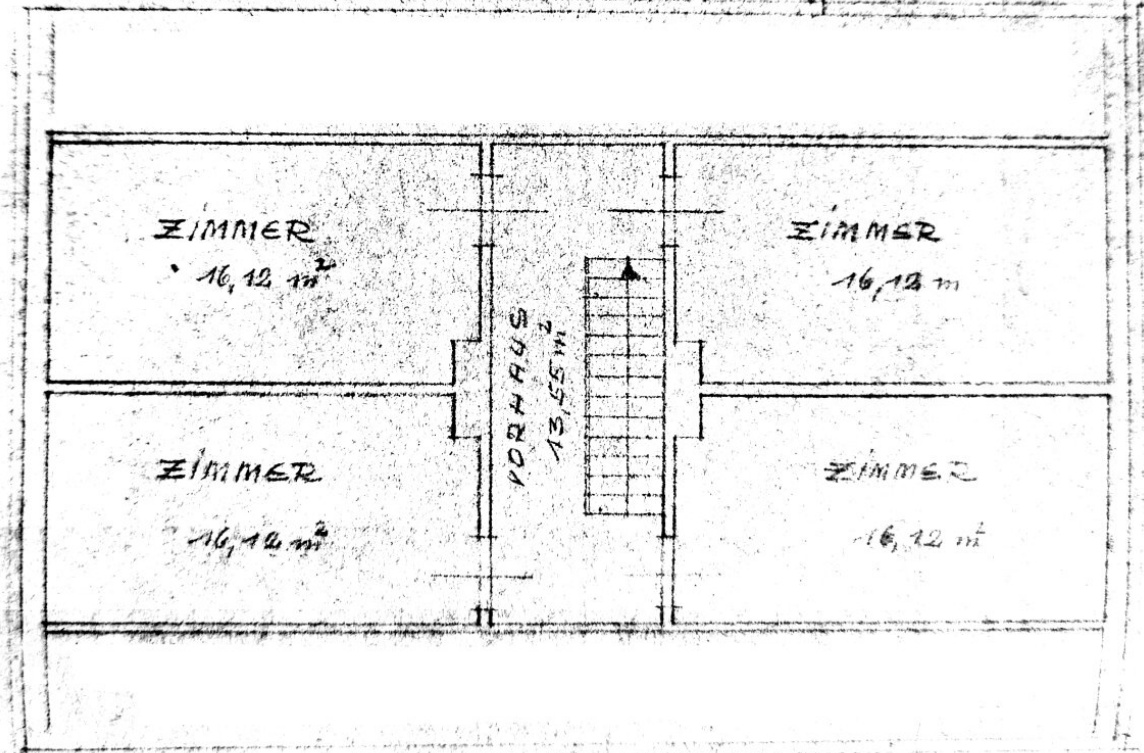 ZIMMER
16,12 m²
ZIMMER
16,12 m
VORHAUS
13,55 m²
ZIMMER
16,12 m²
ZIMMER
16,12 m²